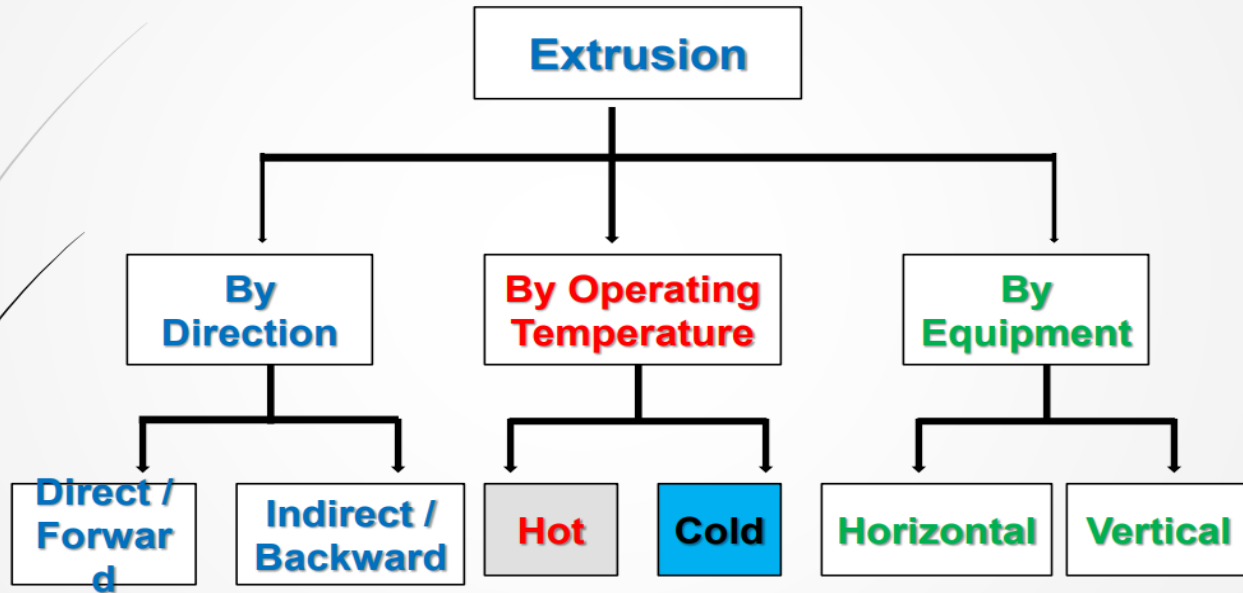 Extrusion
By
Direction
By Operating
Temperature
By
Equipment
Direct /
Forwar
d
Indirect /
Backward
Hot
Cold
Horizontal
Vertical